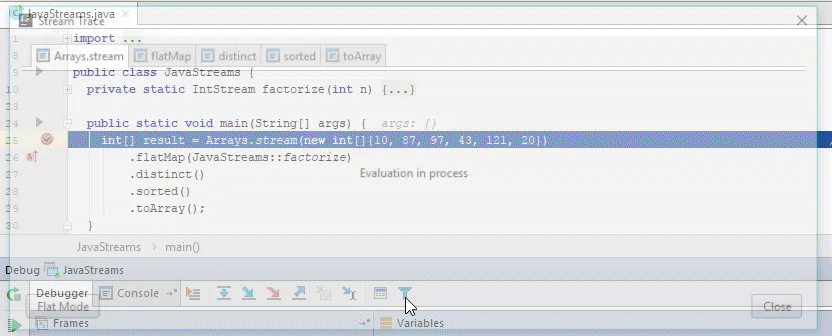 JavaStreams.java
Stream Trace
1 import ...
8
Arrays.stream flatMap distinct sorted toArray
9 public class JavaStreams {
10 private static IntStream factorize(int n) {...}
23
24 public static void main(String[] args) { args: {}
25 int[] result = Arrays.stream(new int[]{10, 87, 97, 43, 121, 20})
26 .flatMap(JavaStreams::factorize)
Evaluation in process
27 .distinct()
28 .sorted()
29 .toArray();
30 }
JavaStreams main()
Debug JavaStreams
Debugger Console
Flat Mode Close
Frames Variables